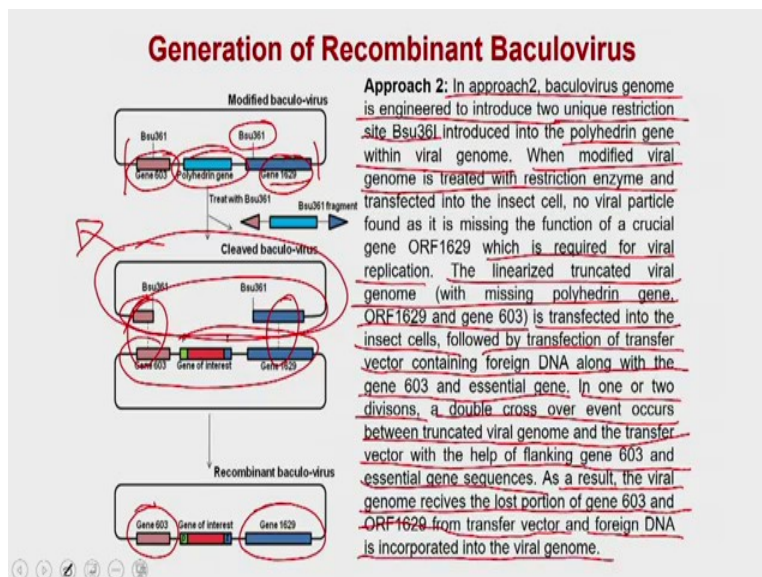 Generation of Recombinant Baculovirus
Modified baculo-virus
Bsu361
Bsu361
Gene 603
Polyhedrin gene
Gene 1629
Treat with Bsu361
Bsu361 fragment
Cleaved baculo-virus
Bsu361
Bsu361
Gene 603
Gene of interest
Gene 1629
Recombinant baculo-virus
Gene 603
Gene of interest
Gene 1629
Approach 2: In approach2, baculovirus genome
is engineered to introduce two unique restriction
site Bsu36I introduced into the polyhedrin gene
within viral genome. When modified viral
genome is treated with restriction enzyme and
transfected into the insect cell, no viral particle
found as it is missing the function of a crucial
gene ORF1629 which is required for viral
replication. The linearized truncated viral
genome (with missing polyhedrin gene,
ORF1629 and gene 603) is transfected into the
insect cells, followed by transfection of transfer
vector containing foreign DNA along with the
gene 603 and essential gene. In one or two
divisons, a double cross over event occurs
between truncated viral genome and the transfer
vector with the help of flanking gene 603 and
essential gene sequences. As a result, the viral
genome recives the lost portion of gene 603 and
ORF1629 from transfer vector and foreign DNA
is incorporated into the viral genome.